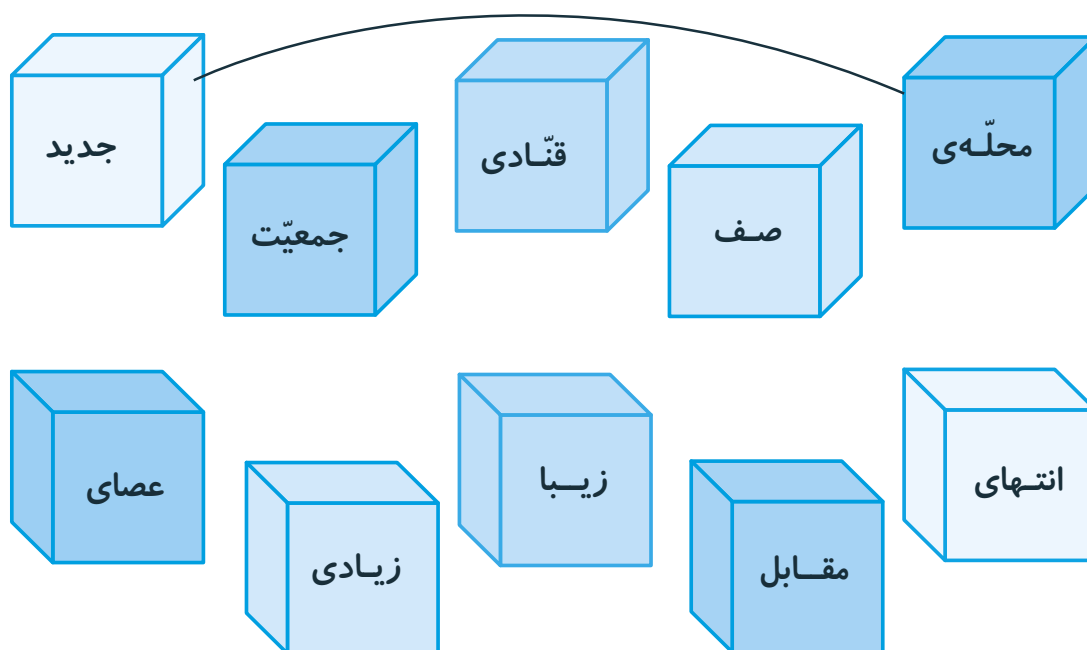 محلّـه‌ی
صـف
قنّـادی
جمعیّت
جدید
انتـهای
مقــابل
زیــبا
زیـادی
عصای